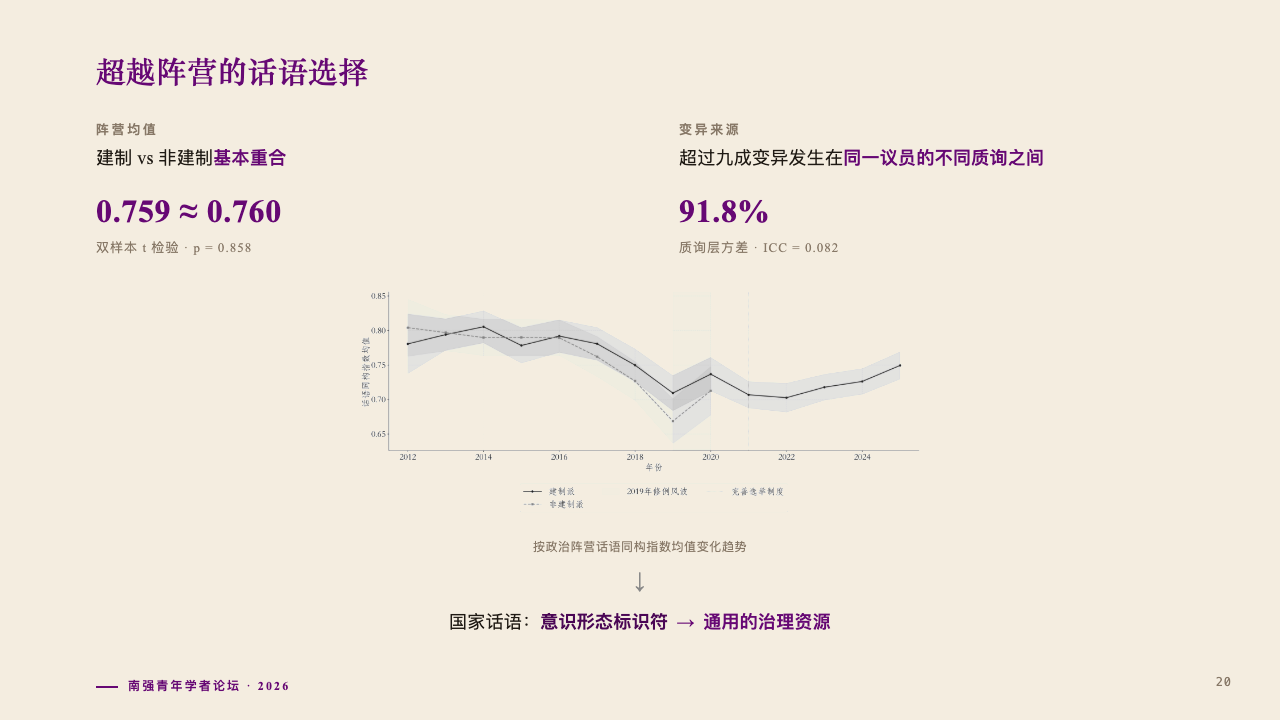 超越阵营的话语选择
阵营均值
建制 vs 非建制基本重合
0.759 ≈ 0.760
双样本 t 检验 · p = 0.858
变异来源
超过九成变异发生在同一议员的不同质询之间
91.8%
质询层方差 · ICC = 0.082
话语同构指数均值
0.85
0.80
0.75
0.70
0.65
2012 2014 2016 2018 2020 2022 2024
年份
建制派 2019年修例风波 完善选举制度
非建制派
按政治阵营话语同构指数均值变化趋势
↓
国家话语：意识形态标识符 → 通用的治理资源
南强青年学者论坛 · 2026
20